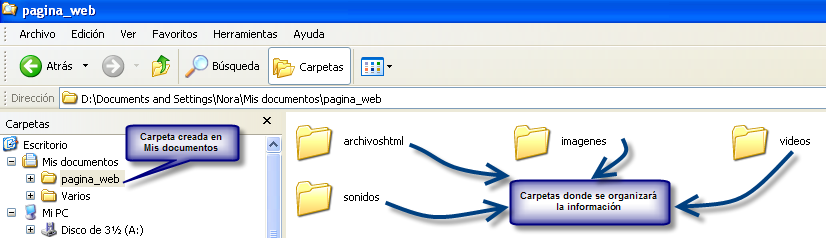 pagina_web
Archivo Edición Ver Favoritos Herramientas Ayuda
Atrás Búsqueda Carpetas
Dirección D:\Documents and Settings\Nora\Mis documentos\pagina_web
Carpetas
Escritorio
Mis documentos
pagina_web
Varios
Mi PC
Disco de 3½ (A:)
Carpeta creada en
Mis documentos
archivoshtml imagenes videos
sonidos
Carpetas donde se organizará
la información